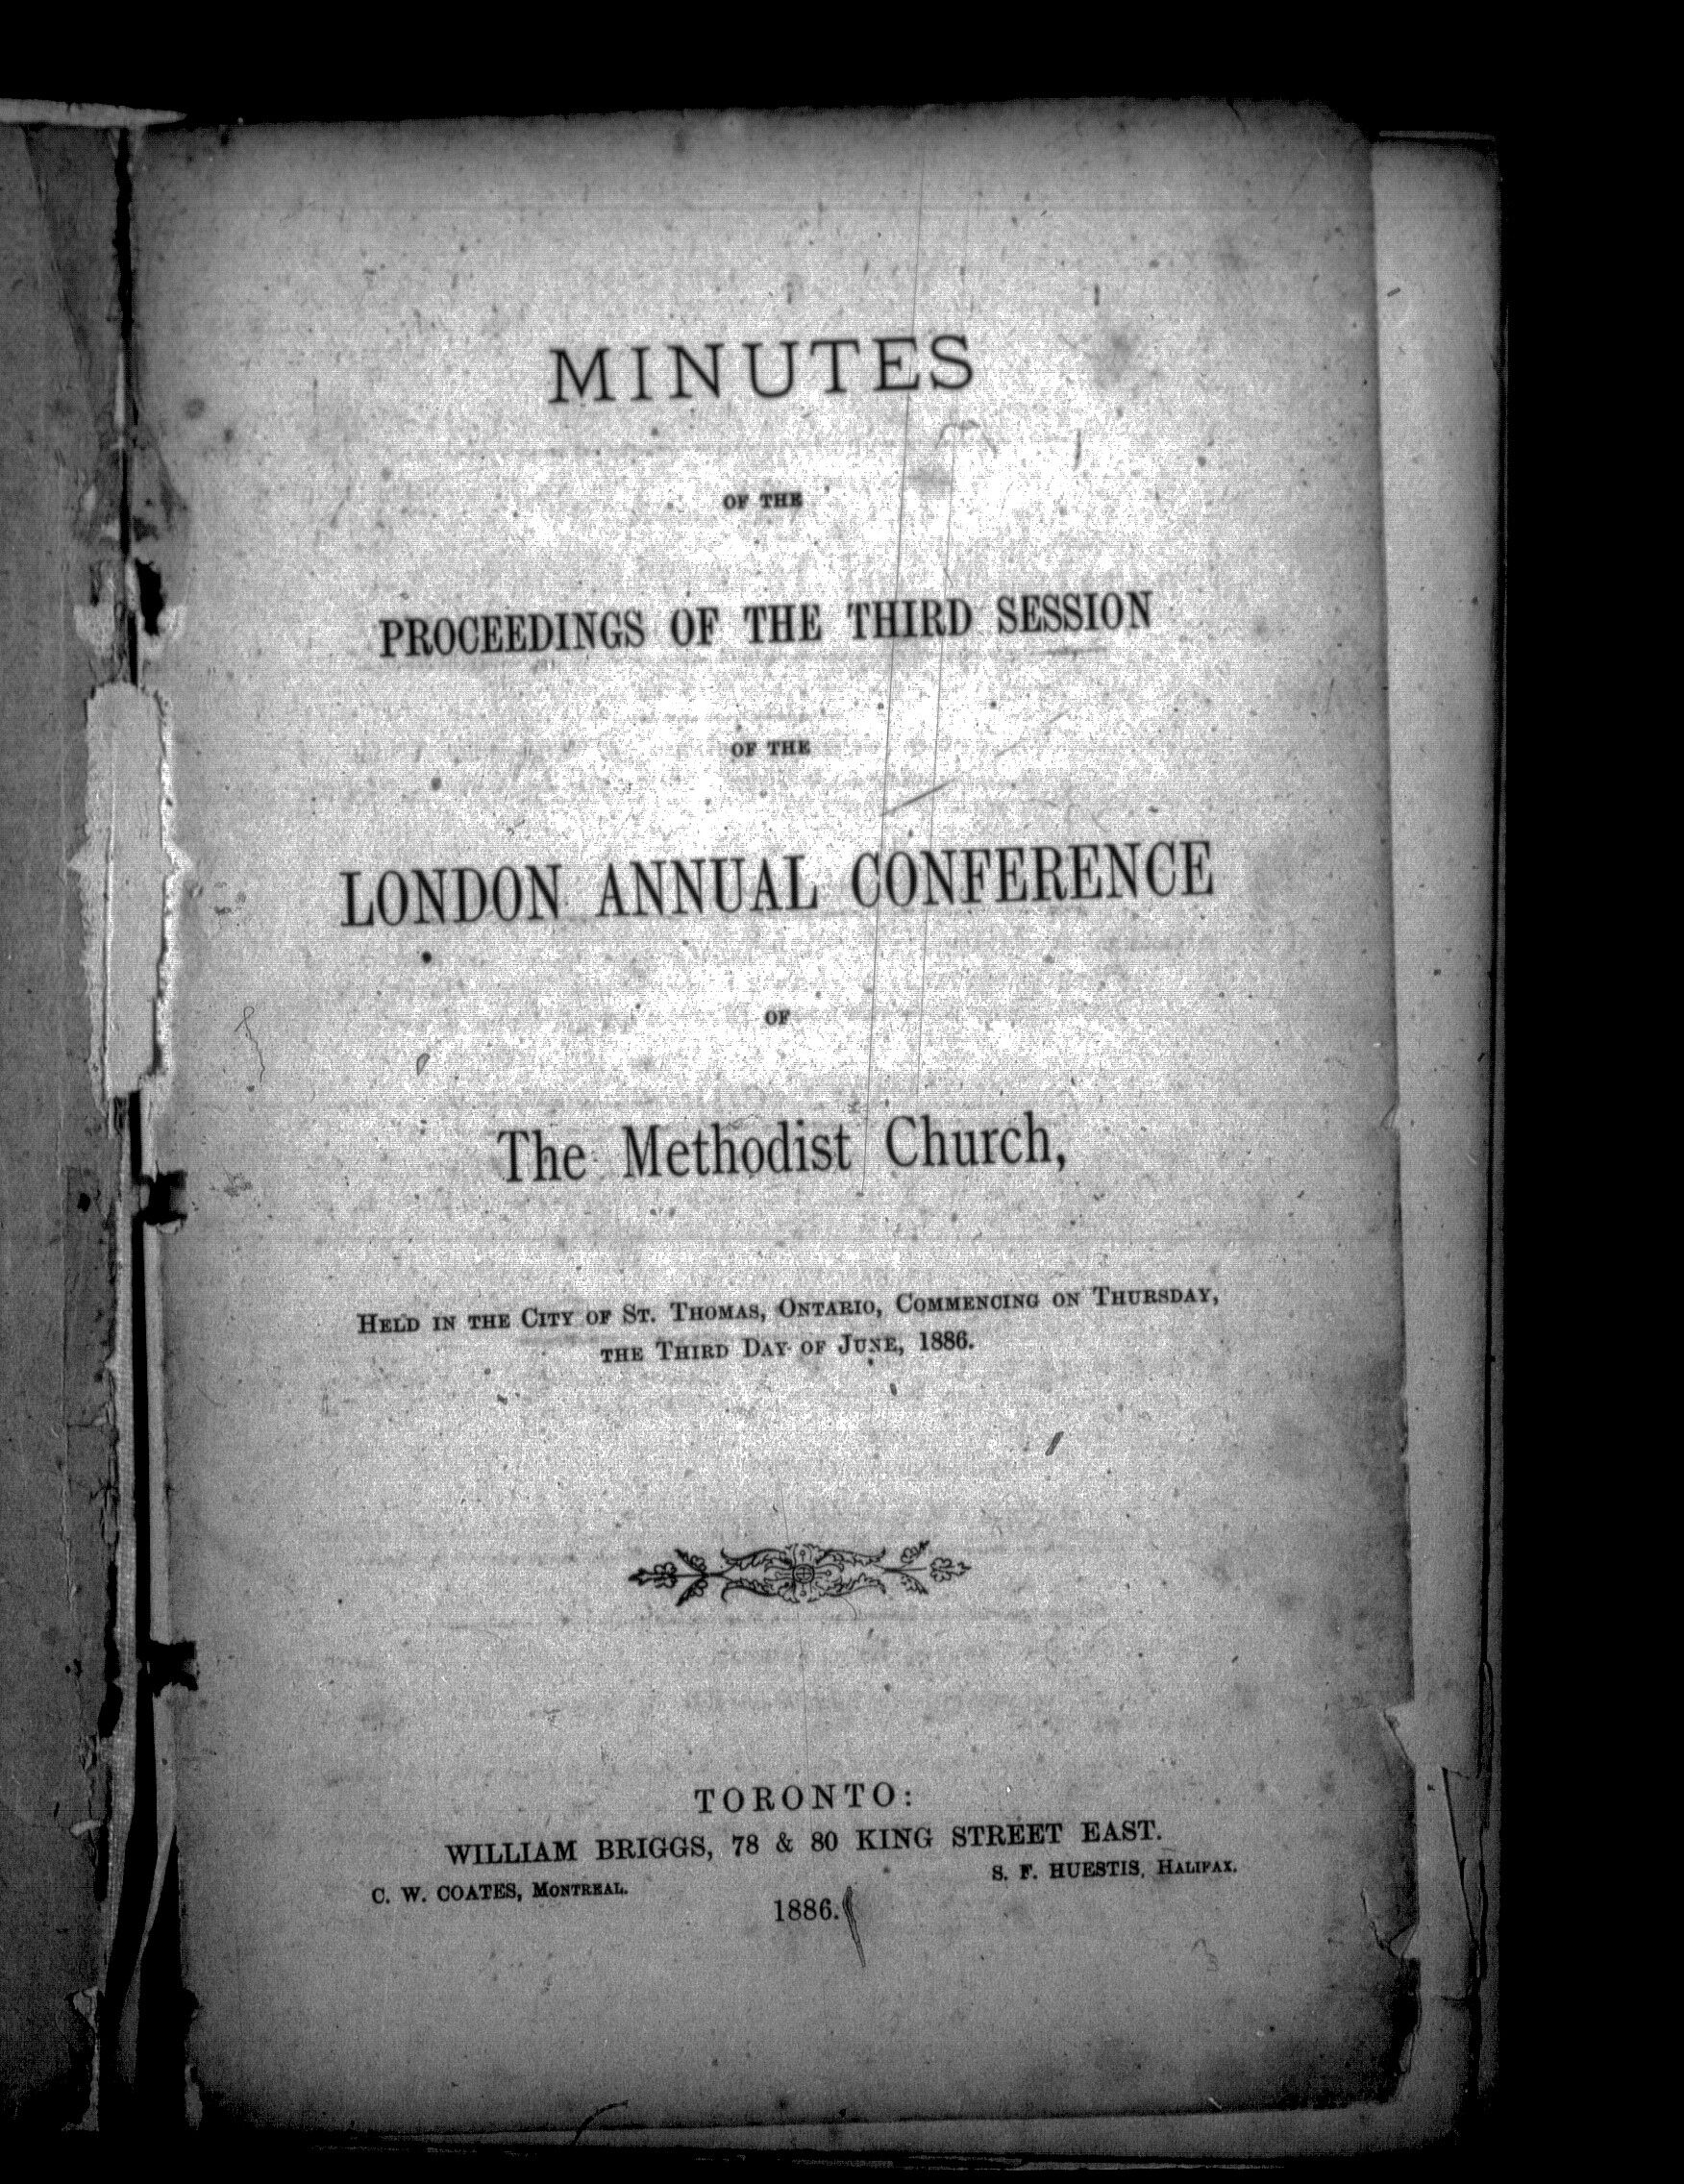 MINUTES
OF THE
PROCEEDINGS OF THE THIRD SESSION
OF THE
LONDON ANNUAL CONFERENCE
OF
The Methodist Church,
HELD IN THE CITY OF ST. THOMAS, ONTARIO, COMMENCING ON THURSDAY,
THE THIRD DAY OF JUNE, 1886.
TORONTO:
WILLIAM BRIGGS, 78 & 80 KING STREET EAST.
C. W. COATES, MONTREAL. S. F. HUESTIS, HALIFAX.
1886.